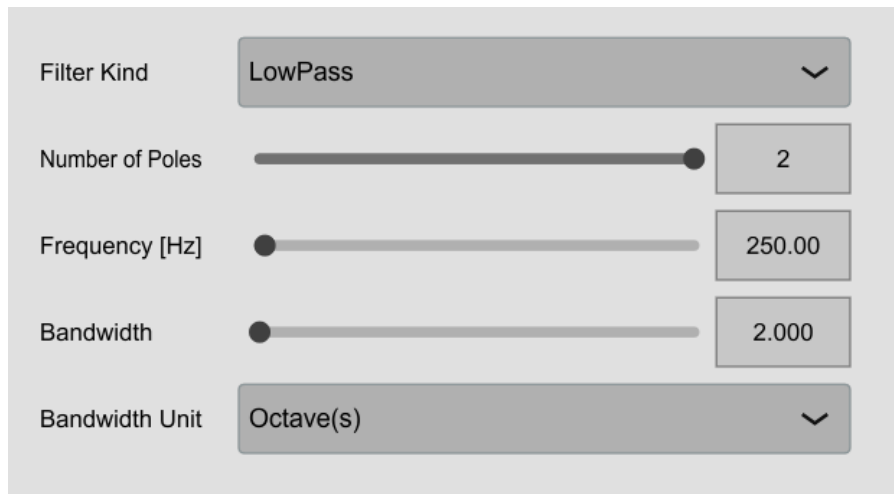 Filter Kind LowPass
Number of Poles 2
Frequency [Hz] 250.00
Bandwidth 2.000
Bandwidth Unit Octave(s)